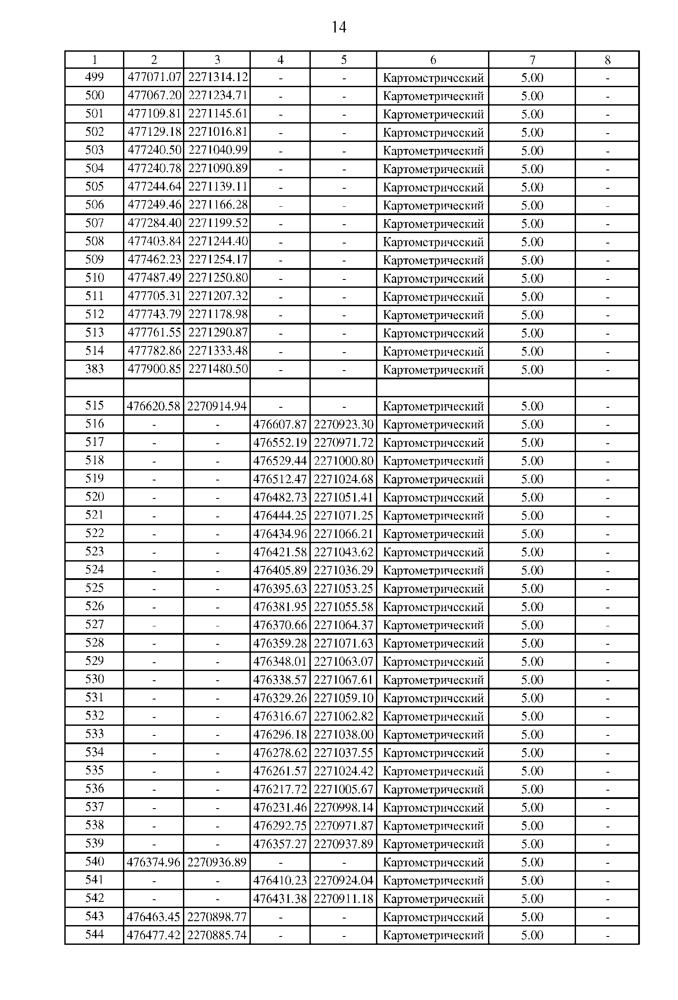 14
1 2 3 4 5 6 7 8
499 477071.07 2271314.12 - - Картометрический 5.00 -
500 477067.20 2271234.71 - - Картометрический 5.00 -
501 477109.81 2271145.61 - - Картометрический 5.00 -
502 477129.18 2271016.81 - - Картометрический 5.00 -
503 477240.50 2271040.99 - - Картометрический 5.00 -
504 477240.78 2271090.89 - - Картометрический 5.00 -
505 477244.64 2271139.11 - - Картометрический 5.00 -
506 477249.46 2271166.28 - - Картометрический 5.00 -
507 477284.40 2271199.52 - - Картометрический 5.00 -
508 477403.84 2271244.40 - - Картометрический 5.00 -
509 477462.23 2271254.17 - - Картометрический 5.00 -
510 477487.49 2271250.80 - - Картометрический 5.00 -
511 477705.31 2271207.32 - - Картометрический 5.00 -
512 477743.79 2271178.98 - - Картометрический 5.00 -
513 477761.55 2271290.87 - - Картометрический 5.00 -
514 477782.86 2271333.48 - - Картометрический 5.00 -
383 477900.85 2271480.50 - - Картометрический 5.00 -
515 476620.58 2270914.94 - - Картометрический 5.00 -
516 - - 476607.87 2270923.30 Картометрический 5.00 -
517 - - 476552.19 2270971.72 Картометрический 5.00 -
518 - - 476529.44 2271000.80 Картометрический 5.00 -
519 - - 476512.47 2271024.68 Картометрический 5.00 -
520 - - 476482.73 2271051.41 Картометрический 5.00 -
521 - - 476444.25 2271071.25 Картометрический 5.00 -
522 - - 476434.96 2271066.21 Картометрический 5.00 -
523 - - 476421.58 2271043.62 Картометрический 5.00 -
524 - - 476405.89 2271036.29 Картометрический 5.00 -
525 - - 476395.63 2271053.25 Картометрический 5.00 -
526 - - 476381.95 2271055.58 Картометрический 5.00 -
527 - - 476370.66 2271064.37 Картометрический 5.00 -
528 - - 476359.28 2271071.63 Картометрический 5.00 -
529 - - 476348.01 2271063.07 Картометрический 5.00 -
530 - - 476338.57 2271067.61 Картометрический 5.00 -
531 - - 476329.26 2271059.10 Картометрический 5.00 -
532 - - 476316.67 2271062.82 Картометрический 5.00 -
533 - - 476296.18 2271038.00 Картометрический 5.00 -
534 - - 476278.62 2271037.55 Картометрический 5.00 -
535 - - 476261.57 2271024.42 Картометрический 5.00 -
536 - - 476217.72 2271005.67 Картометрический 5.00 -
537 - - 476231.46 2270998.14 Картометрический 5.00 -
538 - - 476292.75 2270971.87 Картометрический 5.00 -
539 - - 476357.27 2270937.89 Картометрический 5.00 -
540 476374.96 2270936.89 - - Картометрический 5.00 -
541 - - 476410.23 2270924.04 Картометрический 5.00 -
542 - - 476431.38 2270911.18 Картометрический 5.00 -
543 476463.45 2270898.77 - - Картометрический 5.00 -
544 476477.42 2270885.74 - - Картометрический 5.00 -